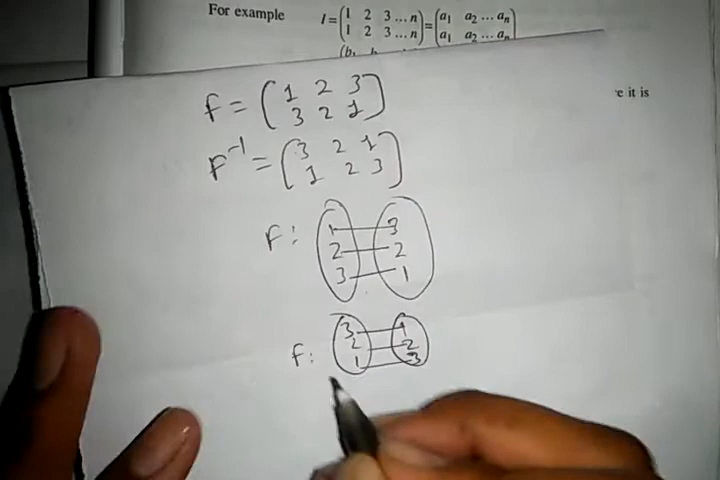 For example I = (1 2 3 ... n
1 2 3 ... n) = (a₁ a₂ ... aₙ
a₁ a₂ ... aₙ)
(b₁
e it is
F = (1 2 3
3 2 1)
F⁻¹ = (3 2 1
1 2 3)
F:
1 3
2 2
3 1
F:
3 1
2 2
1 3